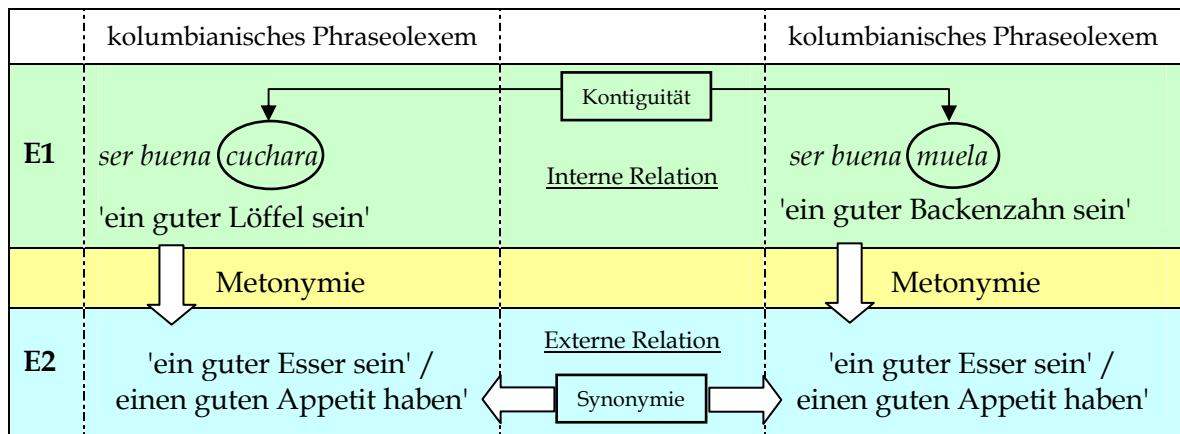 kolumbianisches Phraseolexem
kolumbianisches Phraseolexem
E1
Kontiguität
ser buena cuchara
ser buena muela
Interne Relation
'ein guter Löffel sein'
'ein guter Backenzahn sein'
Metonymie
Metonymie
E2
Externe Relation
'ein guter Esser sein' /
einen guten Appetit haben'
Synonymie
'ein guter Esser sein' /
einen guten Appetit haben'